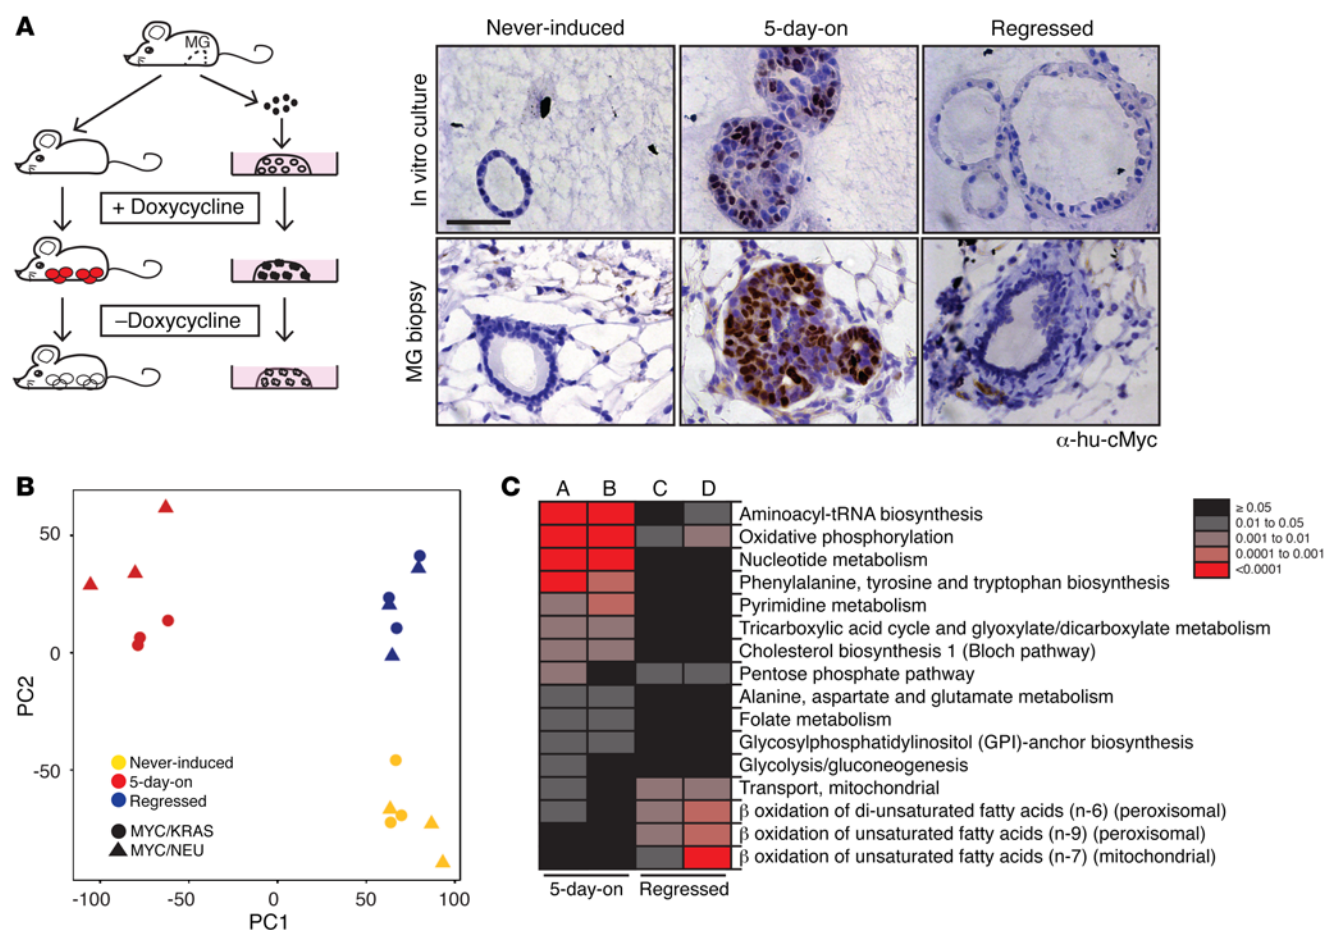 A
MG
+ Doxycycline
–Doxycycline
Never-induced
5-day-on
Regressed
In vitro culture
MG biopsy
α-hu-cMyc
B
PC2
50
0
-50
Never-induced
5-day-on
Regressed
MYC/KRAS
MYC/NEU
-100
-50
0
50
100
PC1
C
A B C D
Aminoacyl-tRNA biosynthesis
Oxidative phosphorylation
Nucleotide metabolism
Phenylalanine, tyrosine and tryptophan biosynthesis
Pyrimidine metabolism
Tricarboxylic acid cycle and glyoxylate/dicarboxylate metabolism
Cholesterol biosynthesis 1 (Bloch pathway)
Pentose phosphate pathway
Alanine, aspartate and glutamate metabolism
Folate metabolism
Glycosylphosphatidylinositol (GPI)-anchor biosynthesis
Glycolysis/gluconeogenesis
Transport, mitochondrial
β oxidation of di-unsaturated fatty acids (n-6) (peroxisomal)
β oxidation of unsaturated fatty acids (n-9) (peroxisomal)
β oxidation of unsaturated fatty acids (n-7) (mitochondrial)
5-day-on
Regressed
≥ 0.05
0.01 to 0.05
0.001 to 0.01
0.0001 to 0.001
<0.0001